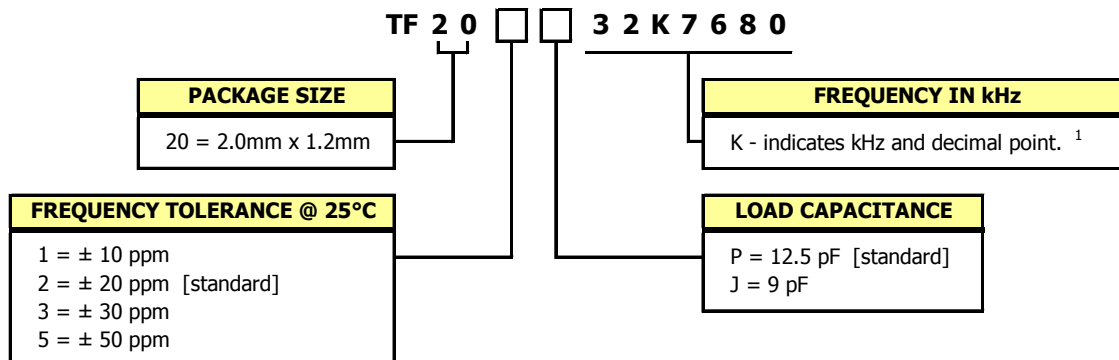 TF 2 0 3 2 K 7 6 8 0
PACKAGE SIZE
20 = 2.0mm x 1.2mm
FREQUENCY IN kHz
K - indicates kHz and decimal point. 1
FREQUENCY TOLERANCE @ 25°C
1 = ± 10 ppm
2 = ± 20 ppm [standard]
3 = ± 30 ppm
5 = ± 50 ppm
LOAD CAPACITANCE
P = 12.5 pF [standard]
J = 9 pF